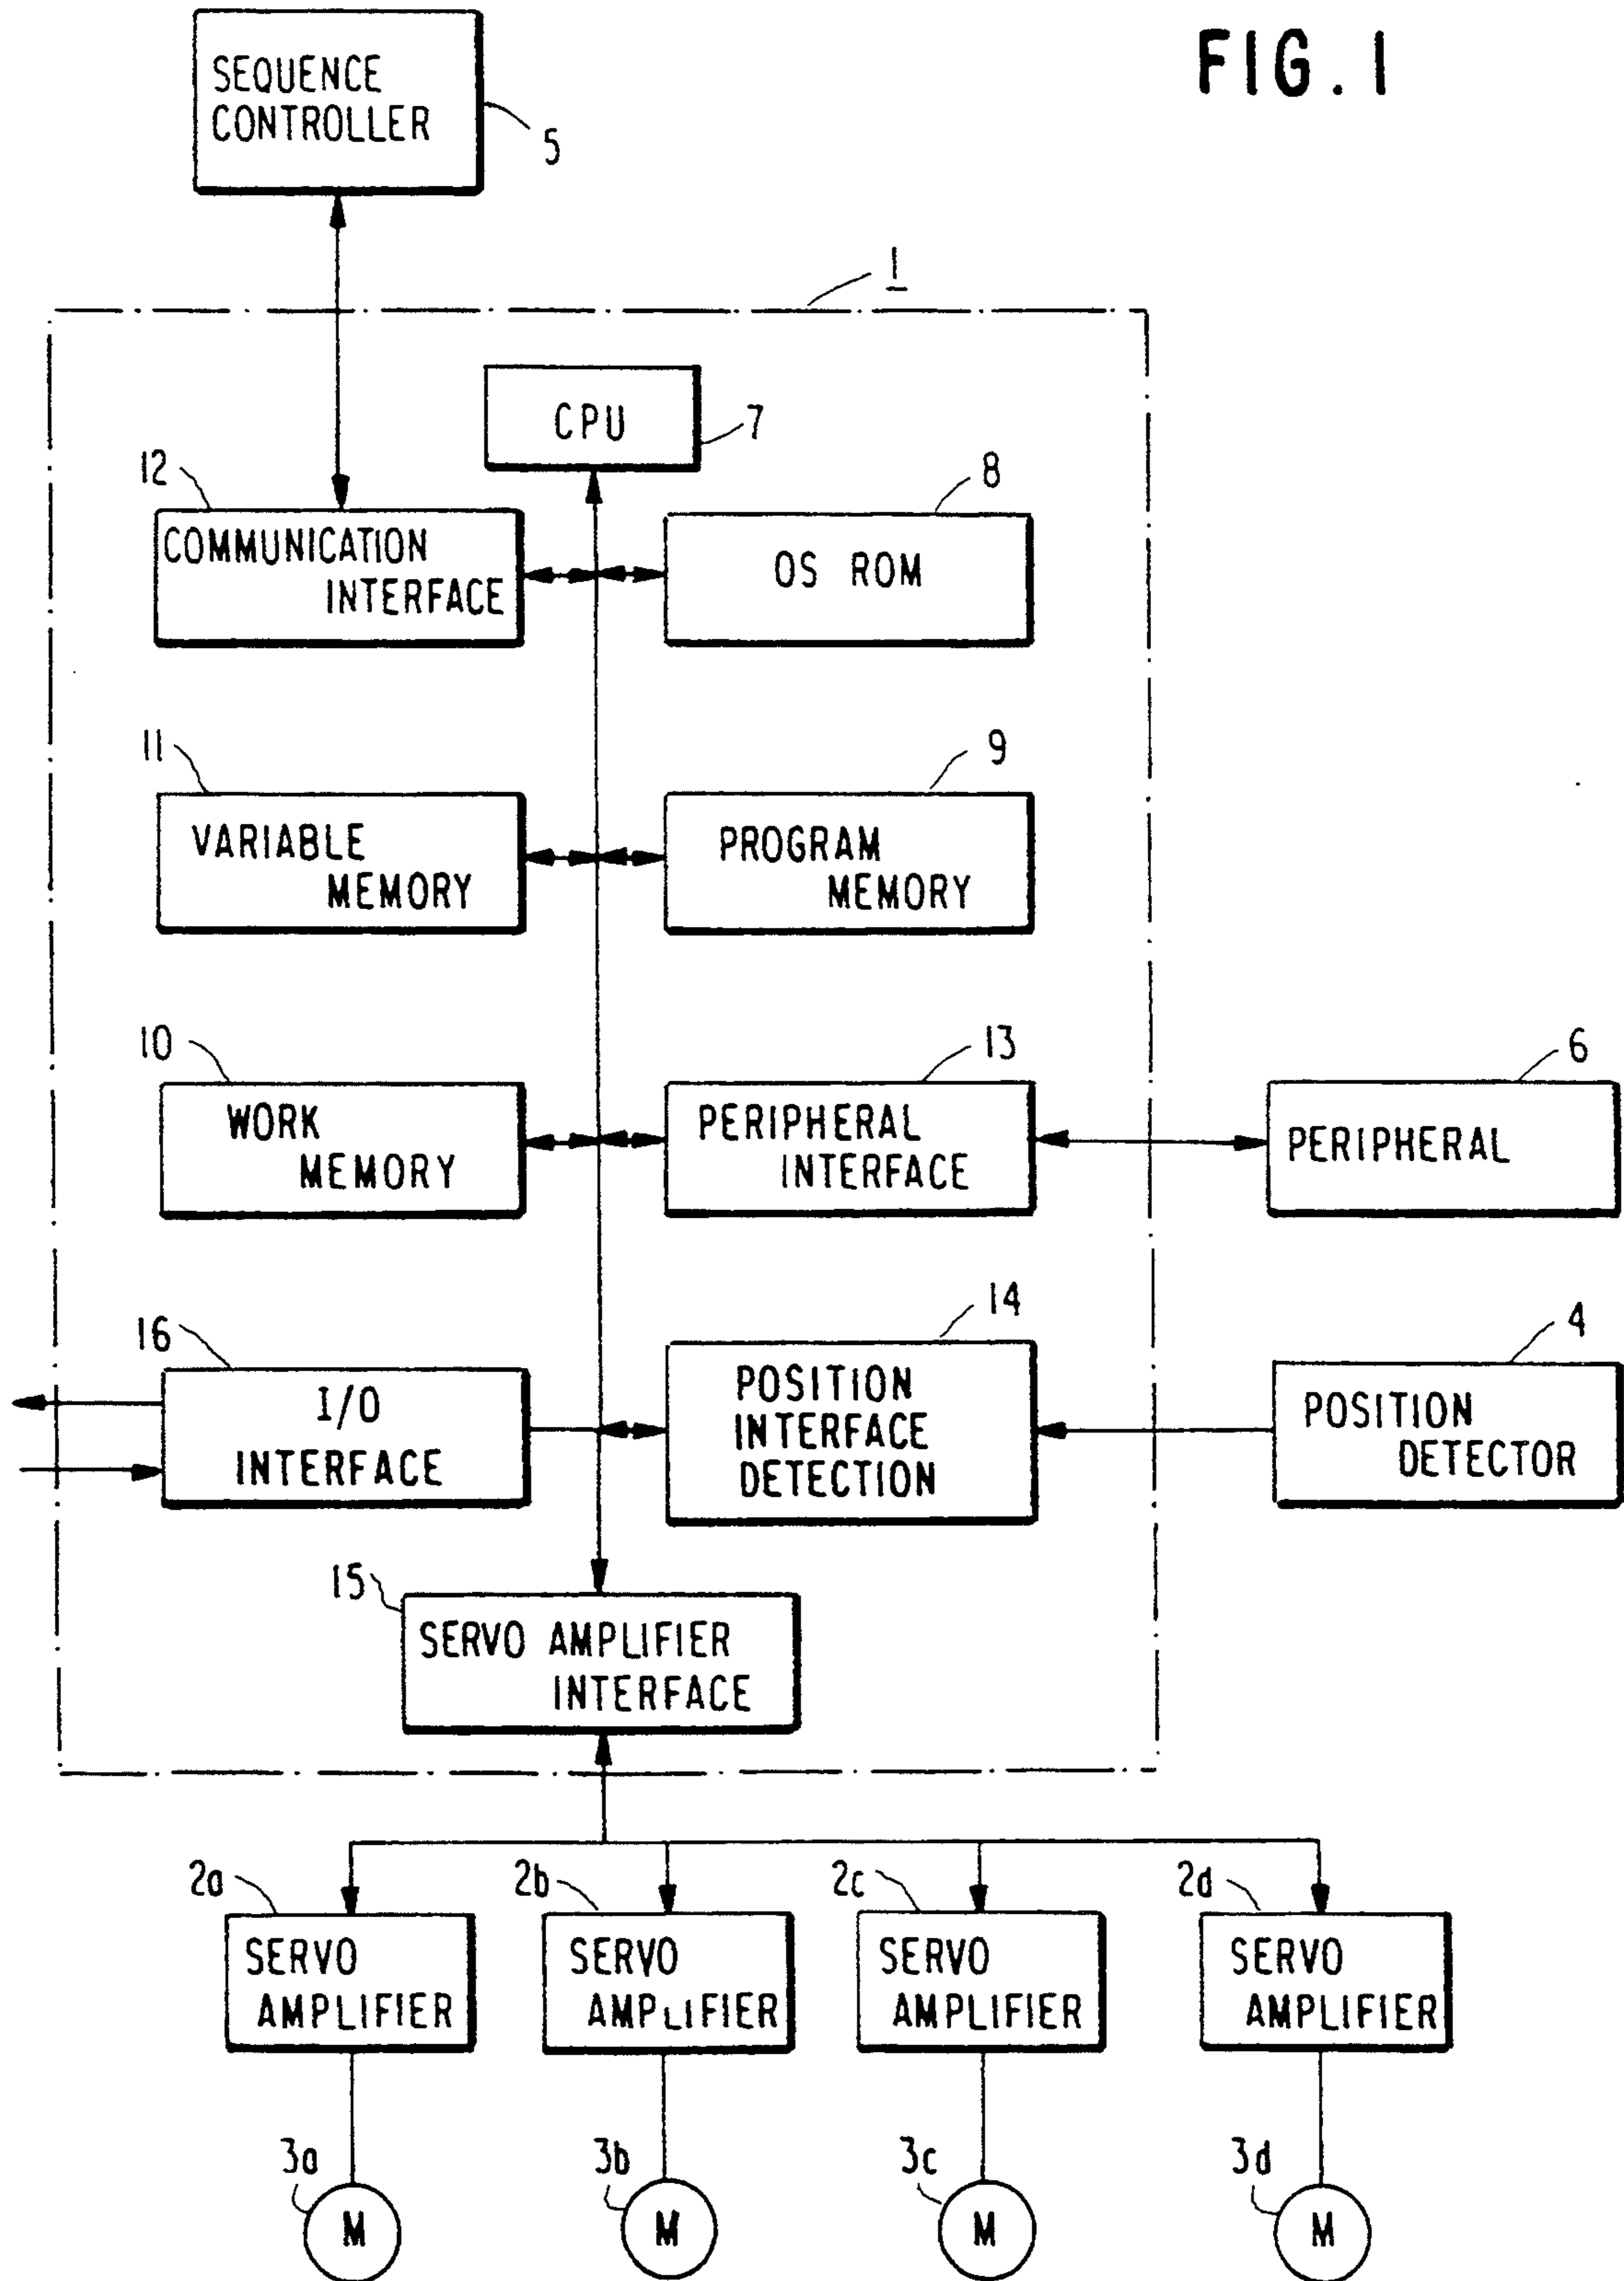 FIG. 1
SEQUENCE
CONTROLLER
5
1
CPU
7
12
COMMUNICATION
INTERFACE
8
OS ROM
11
VARIABLE
MEMORY
9
PROGRAM
MEMORY
10
WORK
MEMORY
13
PERIPHERAL
INTERFACE
6
PERIPHERAL
16
I/O
INTERFACE
14
POSITION
INTERFACE
DETECTION
4
POSITION
DETECTOR
15
SERVO AMPLIFIER
INTERFACE
2a
SERVO
AMPLIFIER
2b
SERVO
AMPLIFIER
2c
SERVO
AMPLIFIER
2d
SERVO
AMPLIFIER
3a
M
3b
M
3c
M
3d
M